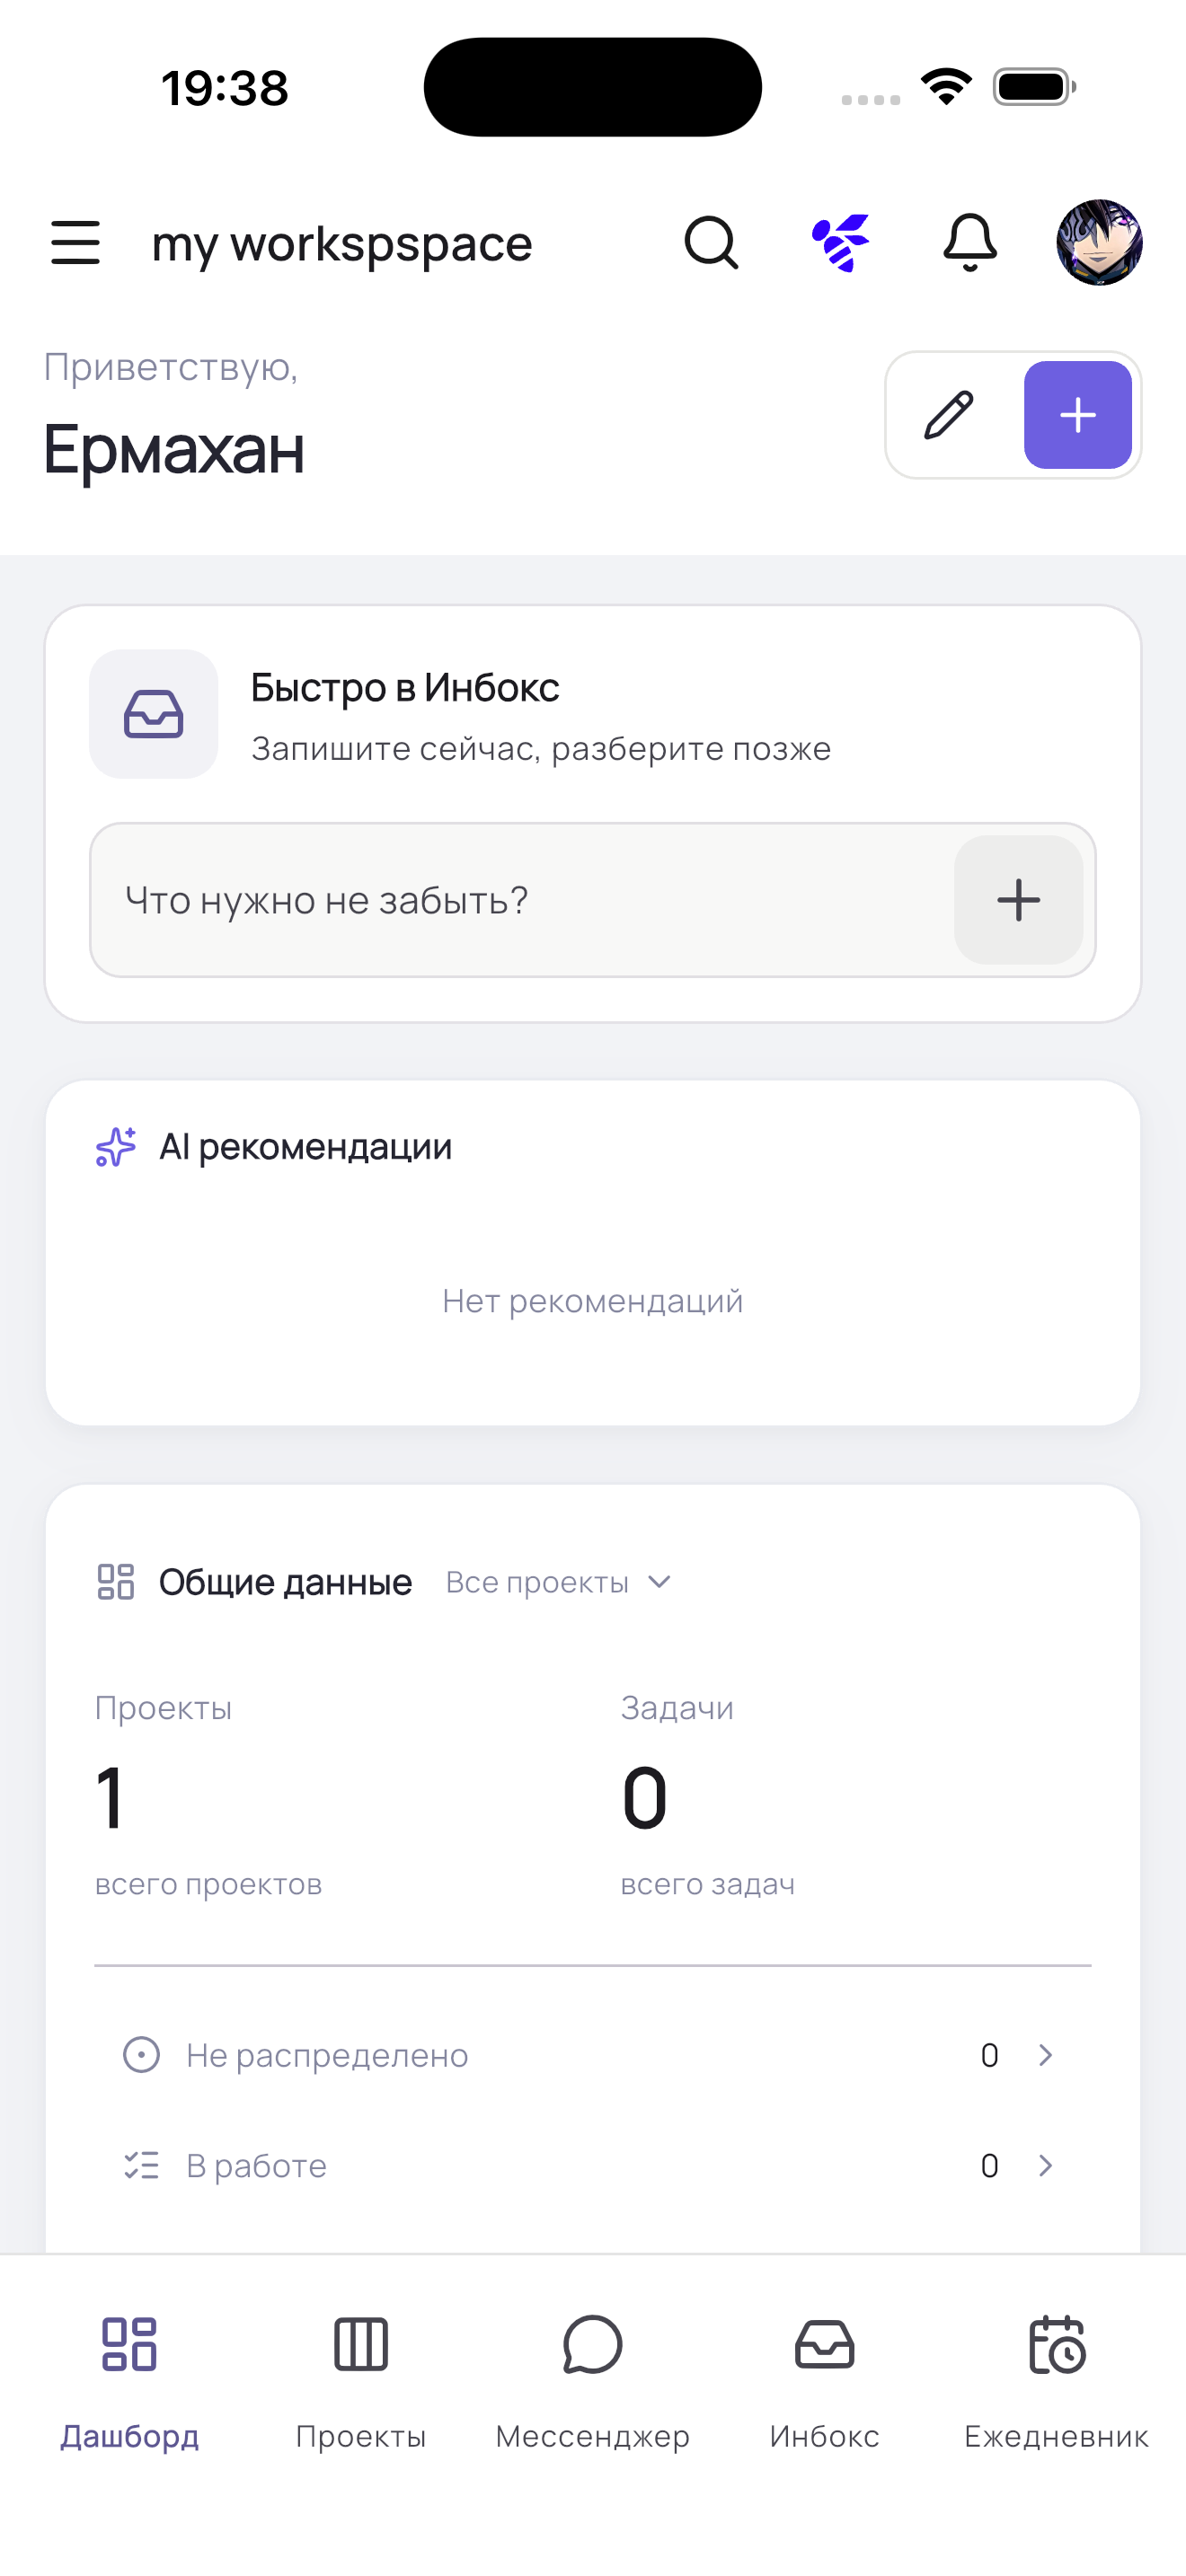 19:38
my workspspace
Приветствую,
Ермахан
Быстро в Инбокс
Запишите сейчас, разберите позже
Что нужно не забыть?
AI рекомендации
Нет рекомендаций
Общие данные Все проекты
Проекты Задачи
1 0
всего проектов всего задач
Не распределено 0
В работе 0
Дашборд Проекты Мессенджер Инбокс Ежедневник